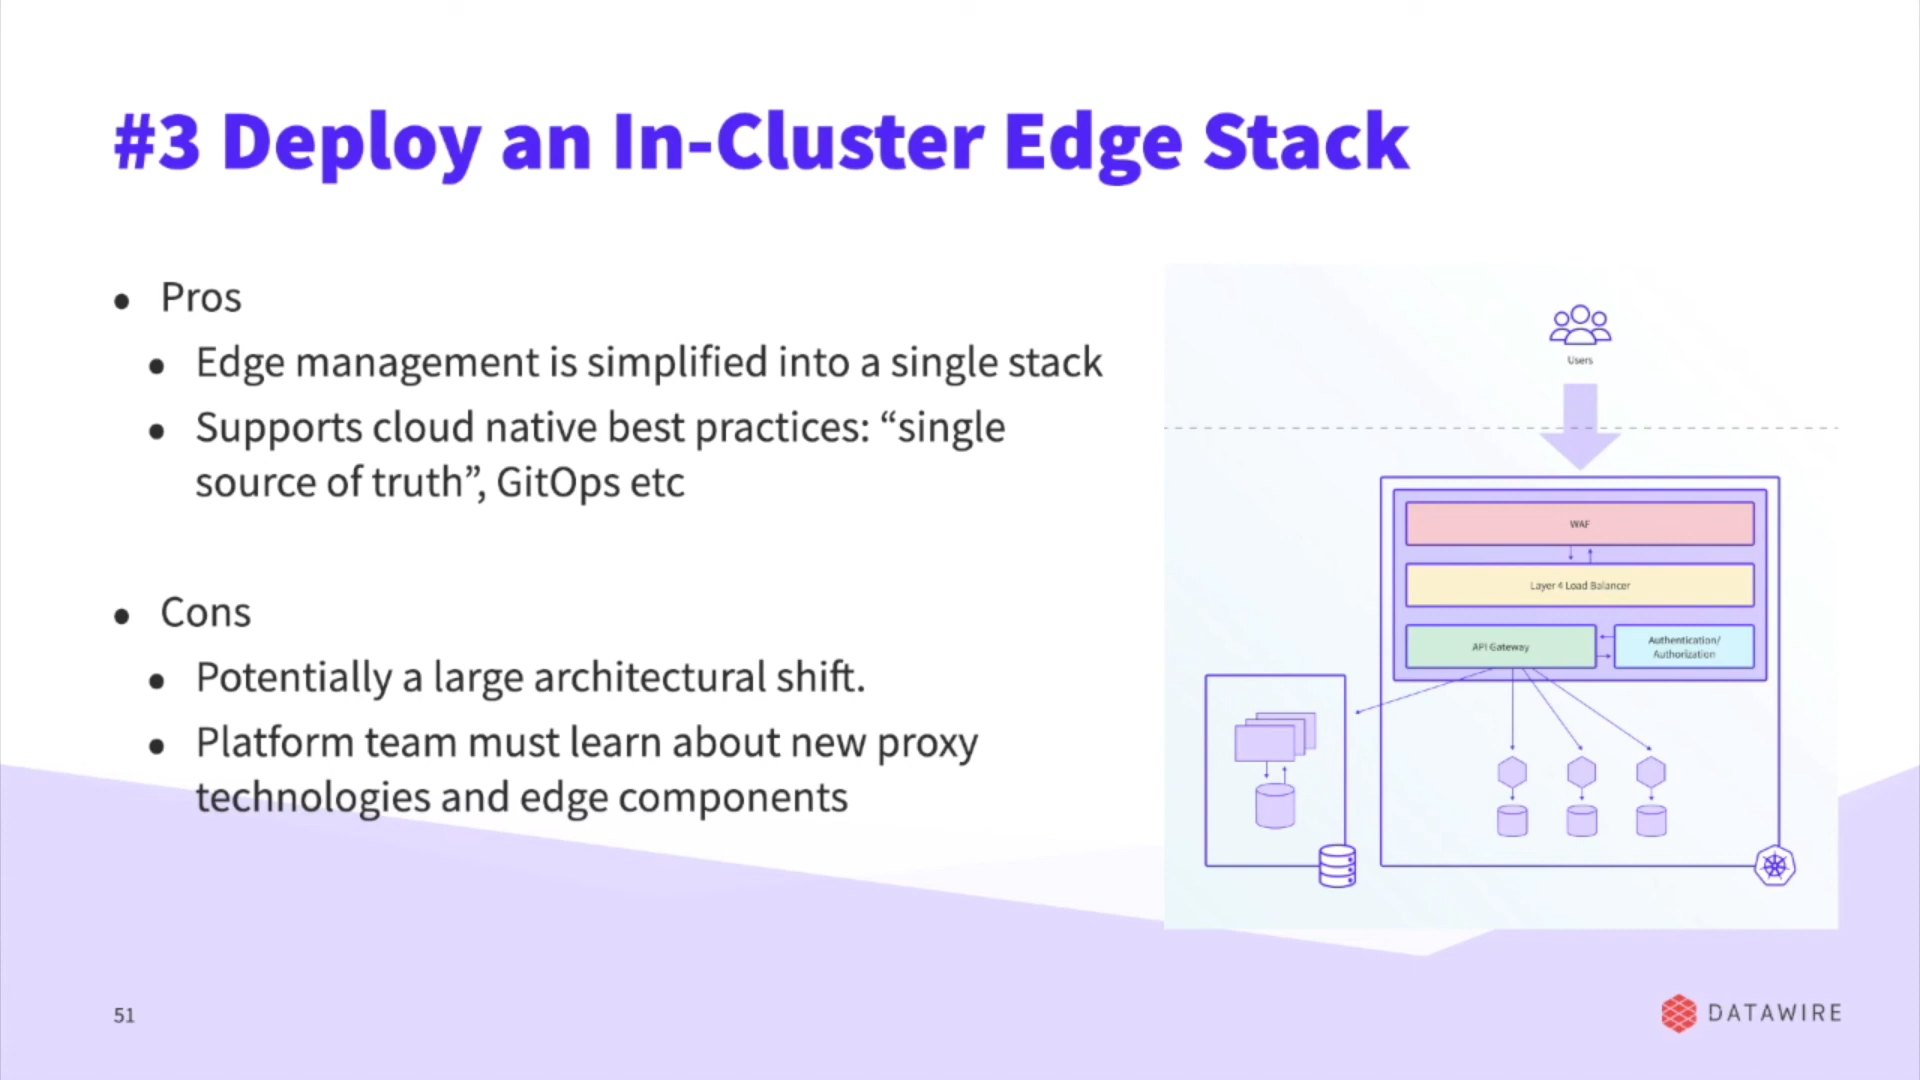 #3 Deploy an In-Cluster Edge Stack
• Pros
• Edge management is simplified into a single stack
• Supports cloud native best practices: “single
source of truth”, GitOps etc
• Cons
• Potentially a large architectural shift.
• Platform team must learn about new proxy
technologies and edge components
Users
WAF
Layer 4 Load Balancer
API Gateway
Authentication/
Authorization
51
DATAWIRE